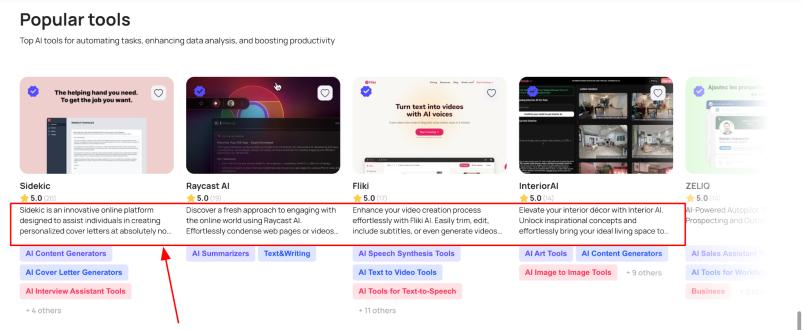 Popular tools
Top AI tools for automating tasks, enhancing data analysis, and boosting productivity
The helping hand you need.
To get the job you want.
Fliki
Turn text into videos
with AI voices
Ajoutez les prospects
Sidekic
5.0 (20)
Sidekic is an innovative online platform
designed to assist individuals in creating
personalized cover letters at absolutely no...
AI Content Generators
AI Cover Letter Generators
AI Interview Assistant Tools
+ 4 others
Raycast AI
5.0 (19)
Discover a fresh approach to engaging with
the online world using Raycast AI.
Effortlessly condense web pages or videos...
AI Summarizers
Text&Writing
Fliki
5.0 (17)
Enhance your video creation process
effortlessly with Fliki AI. Easily trim, edit,
include subtitles, or even generate videos...
AI Speech Synthesis Tools
AI Text to Video Tools
AI Tools for Text-to-Speech
+ 11 others
InteriorAI
5.0 (14)
Elevate your interior décor with Interior AI.
Unlock inspirational concepts and
effortlessly bring your ideal living space to...
AI Art Tools
AI Content Generators
AI Image to Image Tools
+ 9 others
ZELIQ
5.0 (14)
AI-Powered Autopilot
Prospecting and
AI Sales Assistant
AI Tools for
Business